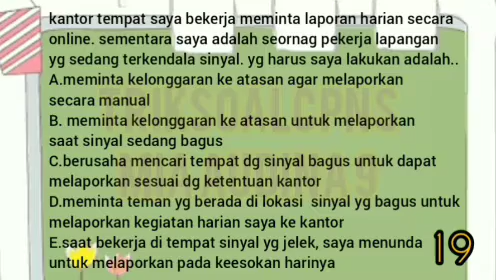 kantor tempat saya bekerja meminta laporan harian secara
online. sementara saya adalah seornag pekerja lapangan
yg sedang terkendala sinyal. yg harus saya lakukan adalah..
A.meminta kelonggaran ke atasan agar melaporkan
secara manual
B. meminta kelonggaran ke atasan untuk melaporkan
saat sinyal sedang bagus
C.berusaha mencari tempat dg sinyal bagus untuk dapat
melaporkan sesuai dg ketentuan kantor
D.meminta teman yg berada di lokasi sinyal yg bagus untuk
melaporkan kegiatan harian saya ke kantor
E.saat bekerja di tempat sinyal yg jelek, saya menunda
untuk melaporkan pada keesokan harinya
19